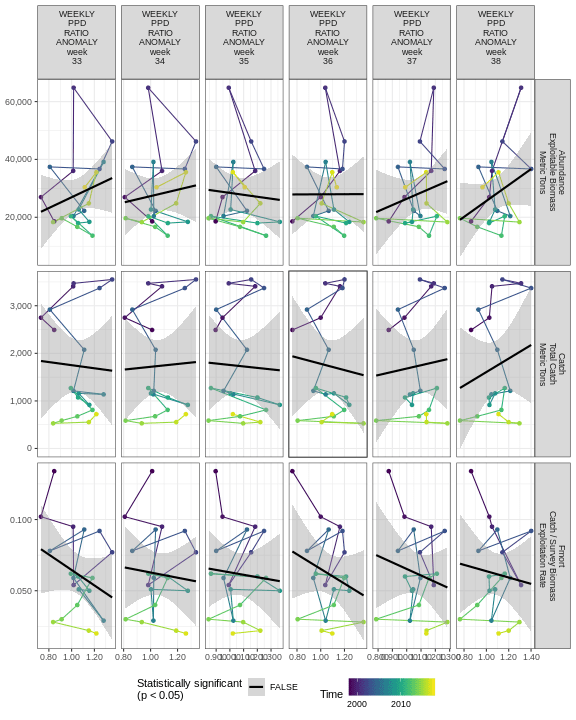 WEEKLY
PPD
RATIO
ANOMALY
week
33
WEEKLY
PPD
RATIO
ANOMALY
week
34
WEEKLY
PPD
RATIO
ANOMALY
week
35
WEEKLY
PPD
RATIO
ANOMALY
week
36
WEEKLY
PPD
RATIO
ANOMALY
week
37
WEEKLY
PPD
RATIO
ANOMALY
week
38
60,000
40,000
20,000
Abundance
Exploitable Biomass
Metric Tons
3,000
2,000
1,000
0
Catch
Total Catch
Metric Tons
0.100
0.050
Fmort
Catch / Survey Biomass
Exploitation Rate
0.80 1.00 1.20
0.80 1.00 1.20
0.80 1.00 1.20
0.80 1.00 1.20 1.40
Statistically significant
(p < 0.05)
FALSE
Time
2000 2010